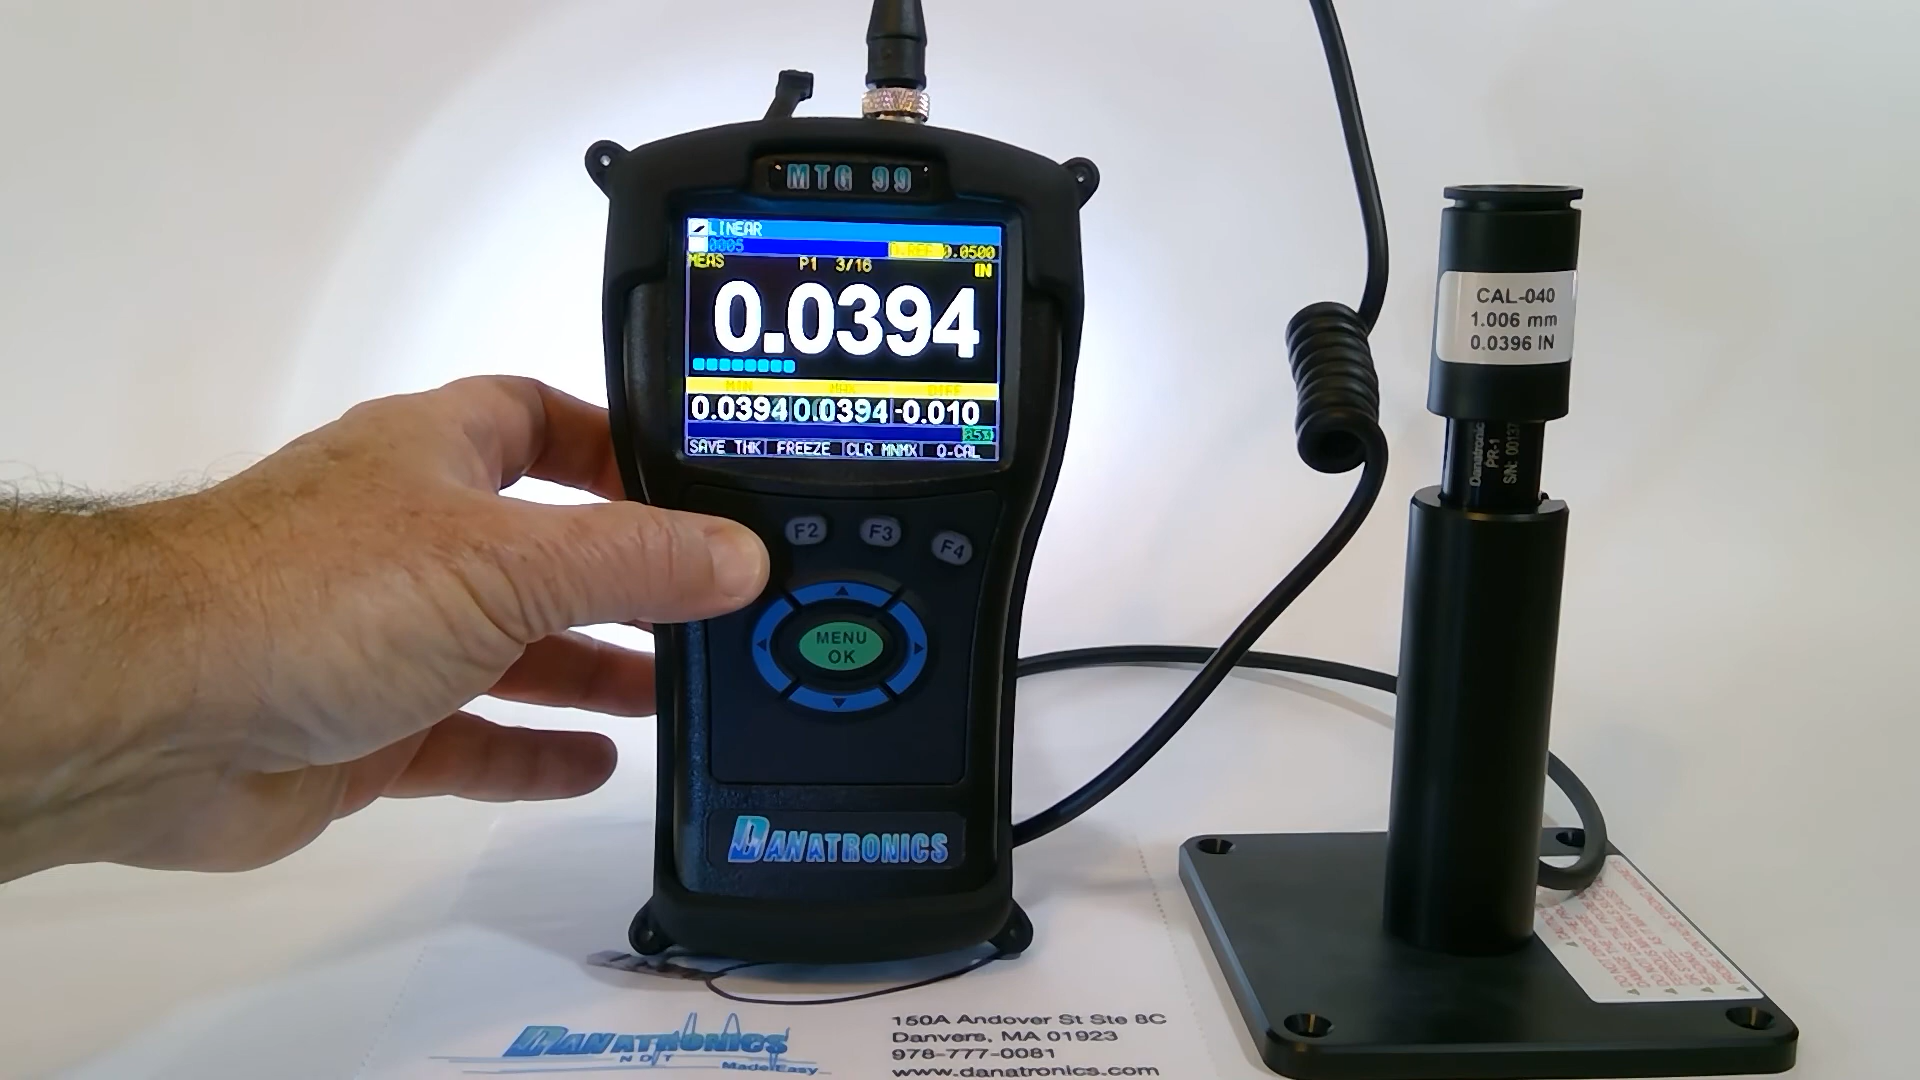 MTG 99
LINEAR
0005
0.0500
MEAS P1 3/16 IN
0.0394
MIN MAX DIFF
0.0394 0.0394 -0.010
85%
SAVE THK FREEZE CLR MNMX 0-CAL
F2 F3 F4
MENU
OK
DANATRONICS
CAL-040
1.006 mm
0.0396 IN
Danatronic
PR-1
S/N: 00137
DANATRONICS
NDT
Made Easy
150A Andover St Ste 8C
Danvers, MA 01923
978-777-0081
www.danatronics.com